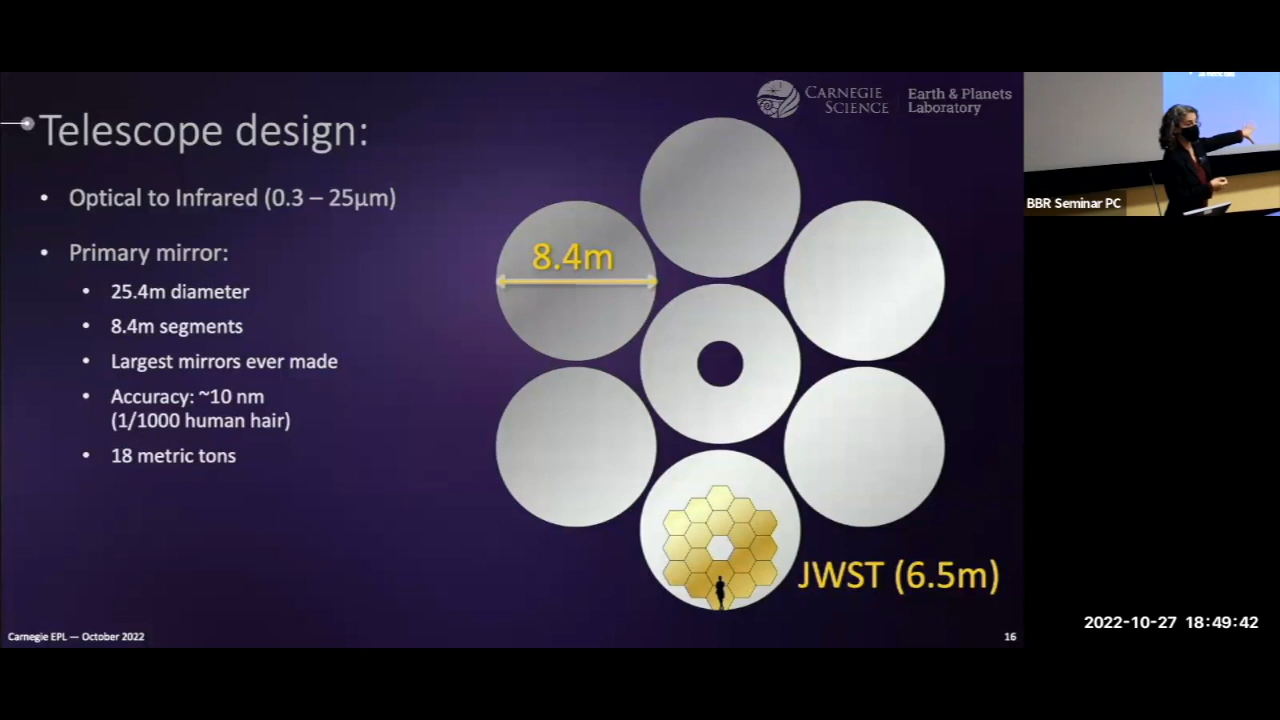 CARNEGIE
SCIENCE
Earth & Planets
Laboratory
Telescope design:
• Optical to Infrared (0.3 – 25µm)
• Primary mirror:
• 25.4m diameter
• 8.4m segments
• Largest mirrors ever made
• Accuracy: ~10 nm
(1/1000 human hair)
• 18 metric tons
8.4m
JWST (6.5m)
Carnegie EPL — October 2022
16
BBR Seminar PC
2022-10-27 18:49:42